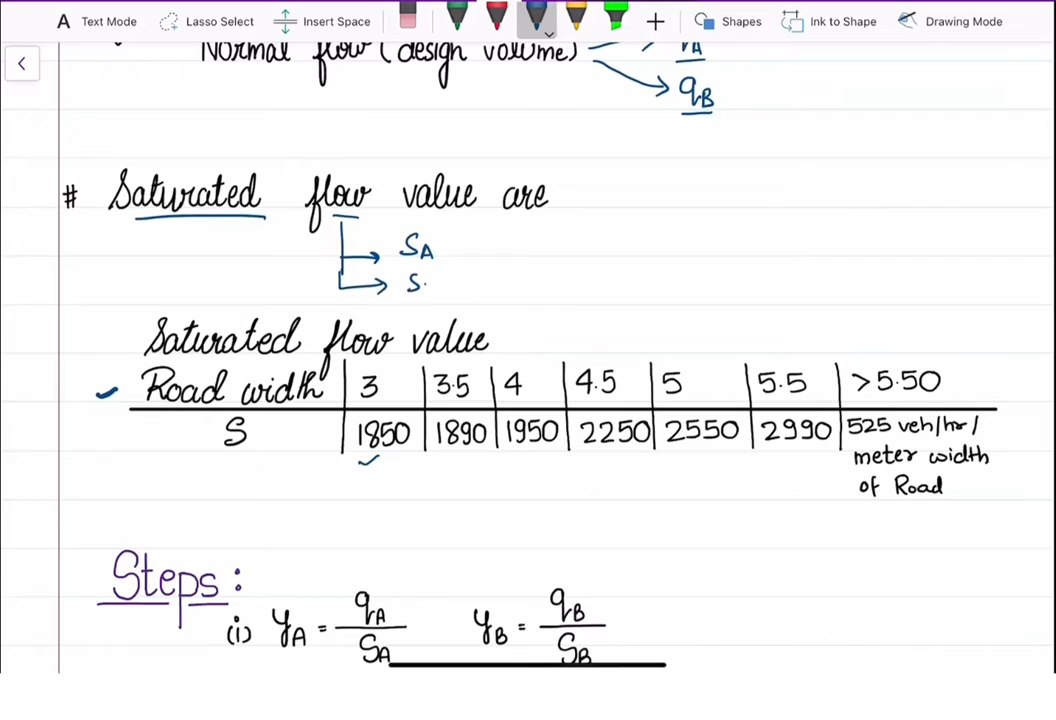 A Text Mode Lasso Select Insert Space Shapes Ink to Shape Drawing Mode
Normal flow (design volume)
qB
# Saturated flow value are
SA
S.
Saturated flow value
Road width 3 3.5 4 4.5 5 5.5 >5.50
S 1850 1890 1950 2250 2550 2990 525 veh/hr/
meter width
of Road
Steps:
(i) yA = qA/SA yB = qB/SB